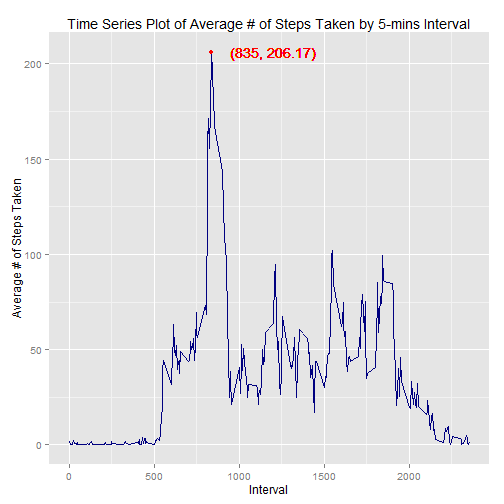 Time Series Plot of Average # of Steps Taken by 5-mins Interval
(835, 206.17)
200
150
100
50
0
Average # of Steps Taken
0 500 1000 1500 2000
Interval